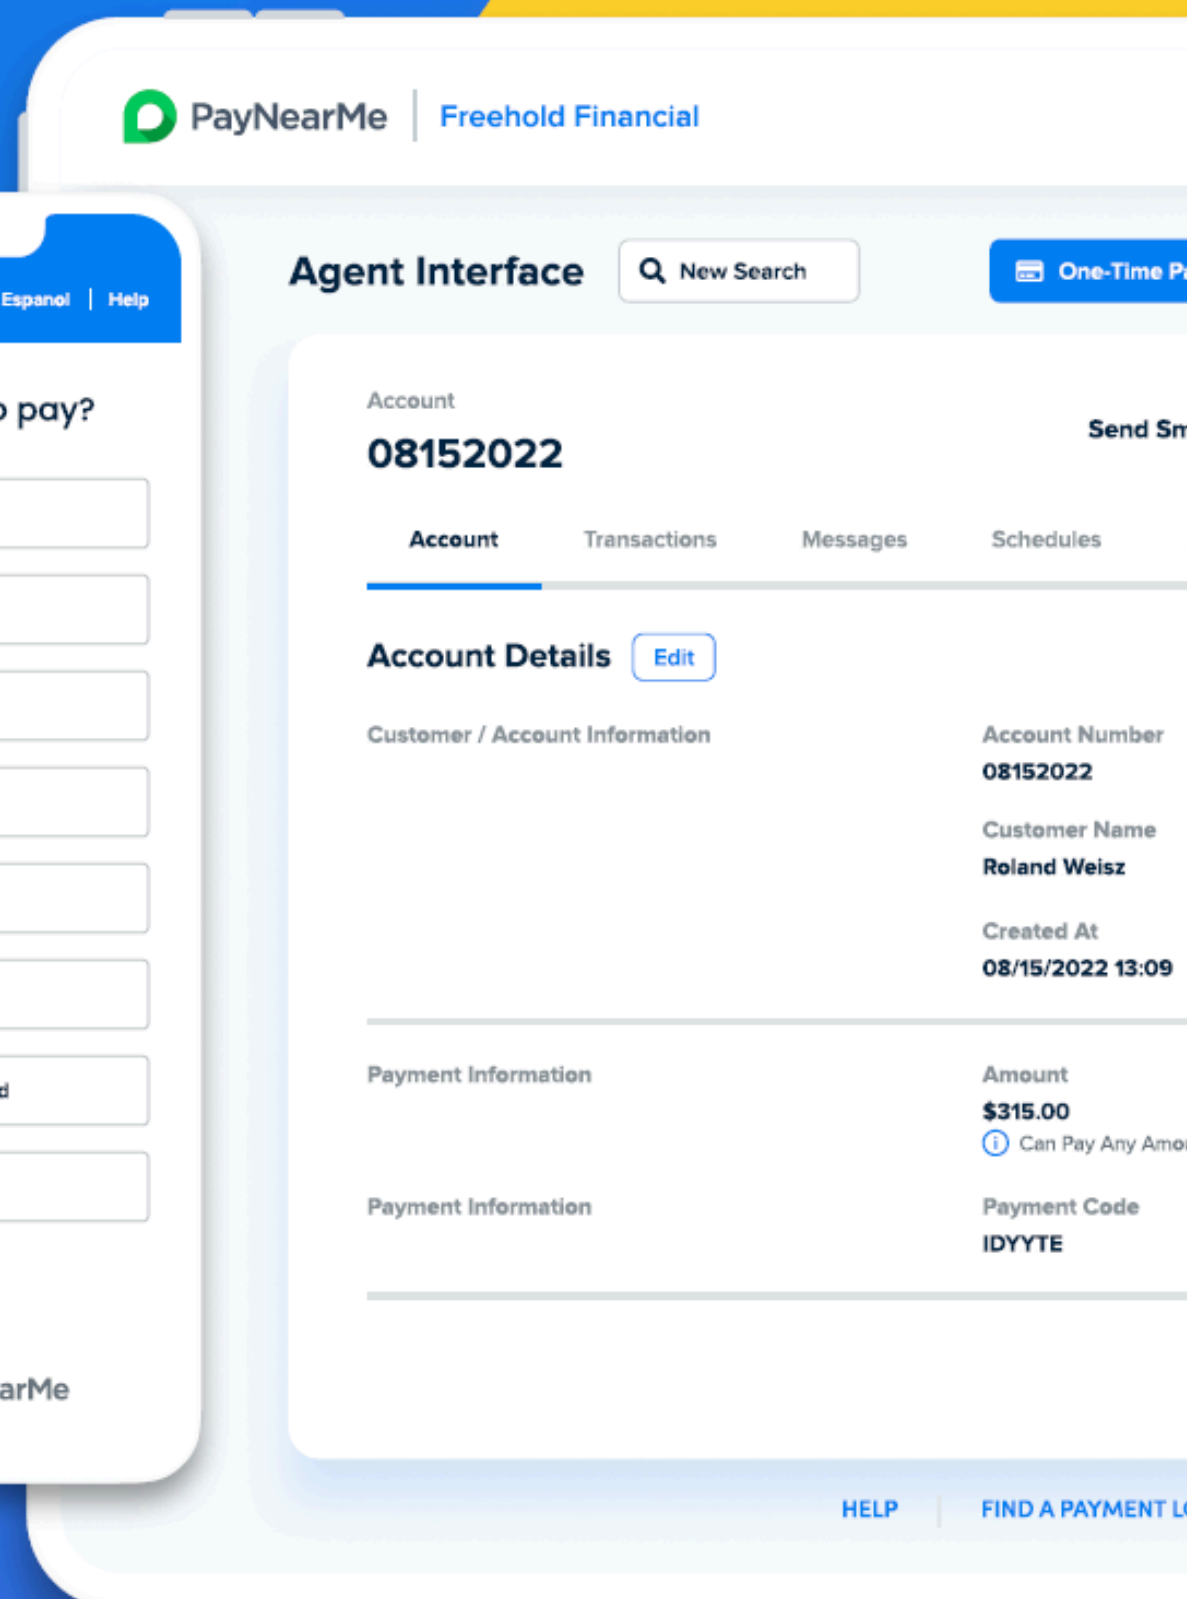 PayNearMe | Freehold Financial
Agent Interface
New Search
One-Time
Espanol | Help
pay?
Account
08152022
Send
Account
Transactions
Messages
Schedules
Account Details
Edit
Customer / Account Information
Account Number
08152022
Customer Name
Roland Weisz
Created At
08/15/2022 13:09
Payment Information
Amount
$315.00
Can Pay Any
Payment Information
Payment Code
IDYYTE
arMe
HELP
FIND A PAYMENT